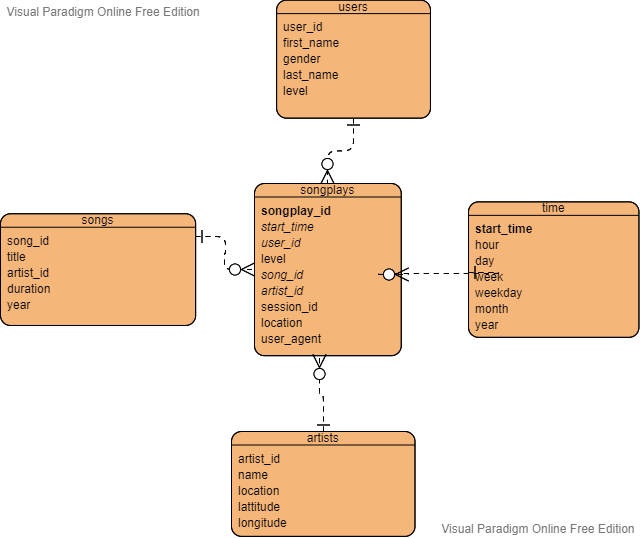 Visual Paradigm Online Free Edition
users
user_id
first_name
gender
last_name
level
songs
song_id
title
artist_id
duration
year
songplays
songplay_id
start_time
user_id
level
song_id
artist_id
session_id
location
user_agent
time
start_time
hour
day
week
weekday
month
year
artists
artist_id
name
location
lattitude
longitude
Visual Paradigm Online Free Edition